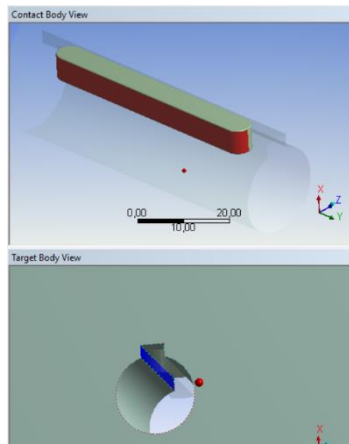 Contact Body View
X
Z
Y
0,00
20,00
10,00
Target Body View
X